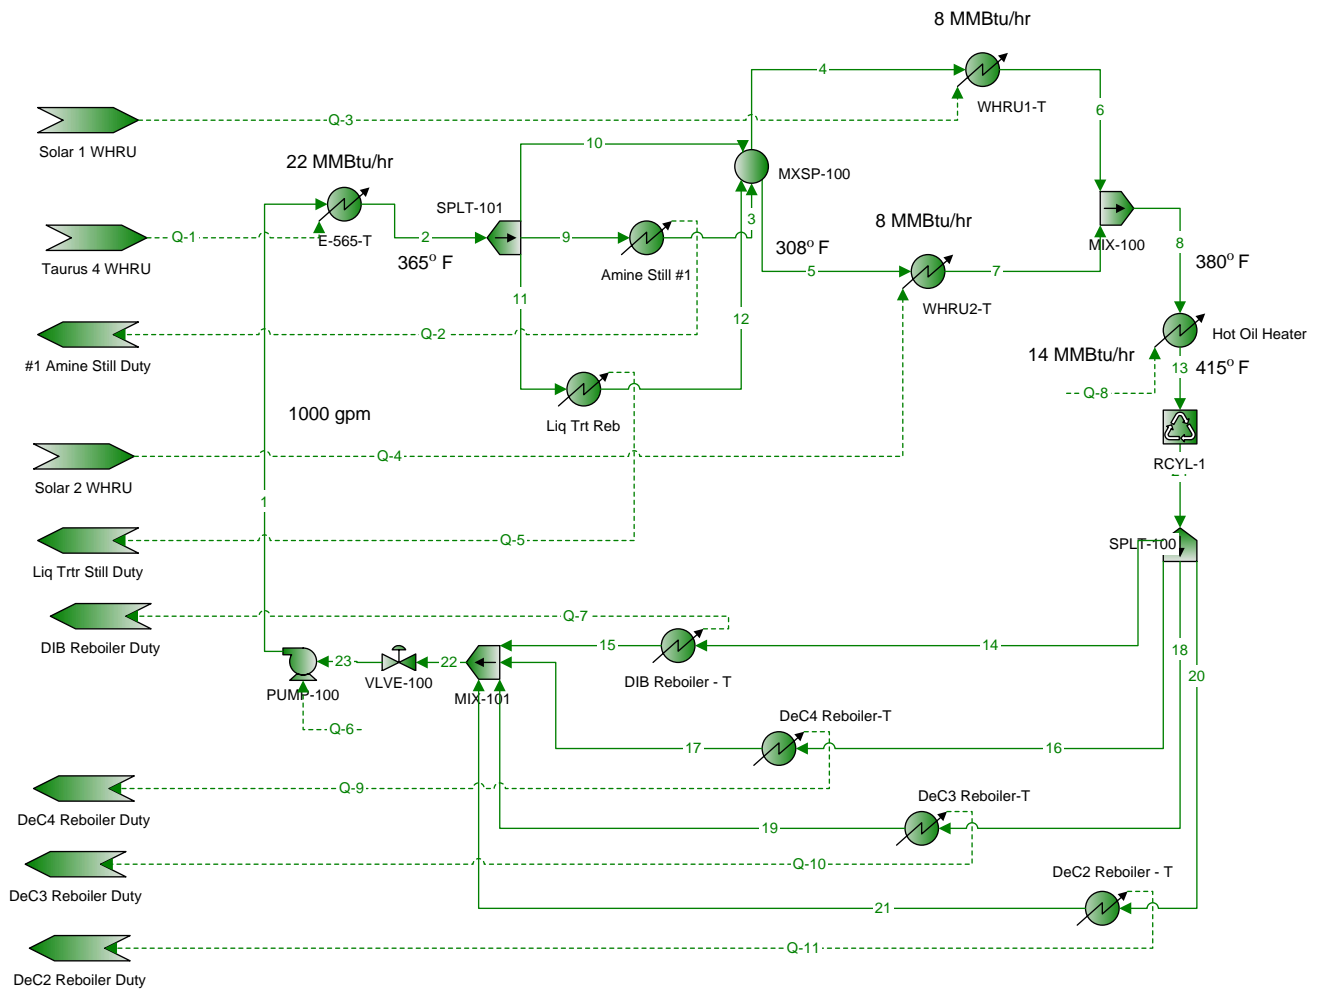 8 MMBtu/hr
4
WHRU1-T
6
Q-3
Solar 1 WHRU
10
22 MMBtu/hr
MXSP-100
SPLT-101
3
8 MMBtu/hr
Q-1
E-565-T
2
9
MIX-100
8
Taurus 4 WHRU
365° F
Amine Still #1
308° F
5
7
380° F
11
12
WHRU2-T
Q-2
Hot Oil Heater
#1 Amine Still Duty
14 MMBtu/hr
13
415° F
Q-8
1000 gpm
Liq Trt Reb
Q-4
RCYL-1
Solar 2 WHRU
1
Q-5
SPLT-100
Liq Trtr Still Duty
Q-7
DIB Reboiler Duty
15
14
18
23
22
20
VLVE-100
DIB Reboiler - T
PUMP-100
MIX-101
DeC4 Reboiler-T
Q-6
17
16
Q-9
DeC3 Reboiler-T
DeC4 Reboiler Duty
19
Q-10
DeC2 Reboiler - T
DeC3 Reboiler Duty
21
Q-11
DeC2 Reboiler Duty